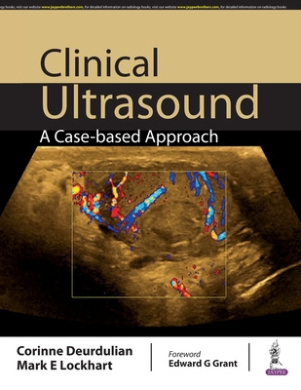 Clinical
Ultrasound
A Case-based Approach
Corinne Deurdulian
Mark E Lockhart
Foreword
Edward G Grant
JAYPEE